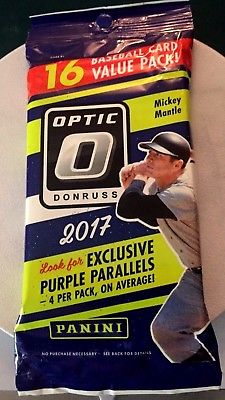 16 BASEBALL CARD
VALUE PACK!
Mickey
Mantle
OPTIC
O
DONRUSS
2017
Look for EXCLUSIVE
PURPLE PARALLELS
– 4 PER PACK, ON AVERAGE!
PANINI
NO PURCHASE NECESSARY – SEE BACK FOR DETAILS